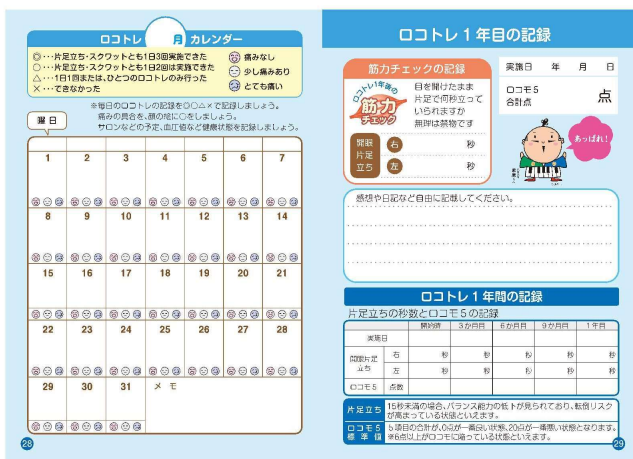 ロコトレ 月 カレンダー
◎・・・片足立ち・スクワットとも1日3回実施できた
○・・・片足立ち・スクワットとも1日2回は実施できた
△・・・1日1回または、ひとつのロコトレのみ行った
×・・・できなかった
痛みなし
少し痛みあり
とても痛い
※毎日のロコトレの記録を◎○△×で記録しましょう。
痛みの具合を、顔の絵に○をしましょう。
サロンなどの予定、血圧値など健康状態を記録しましょう。
曜日
1 2 3 4 5 6 7
8 9 10 11 12 13 14
15 16 17 18 19 20 21
22 23 24 25 26 27 28
29 30 31 メモ
28
ロコトレ1年目の記録
筋力チェックの記録
ロコトレ1年後の
筋力
チェック
目を開けたまま
片足で何秒立って
いられますか
無理は禁物です
開眼
片足
立ち
右 秒
左 秒
実施日 年 月 日
ロコモ5
合計点 点
あっぱれ!
感想や日記など自由に記載してください。
ロコトレ1年間の記録
片足立ちの秒数とロコモ5の記録
開始時 3か月目 6か月目 9か月目 1年目
実施日
開眼片足
立ち
右 秒 秒 秒 秒 秒
左 秒 秒 秒 秒 秒
ロコモ5 点数
片足立ち
15秒未満の場合、バランス能力の低下が見られており、転倒リスク
が高まっている状態といえます。
ロコモ5
標準値
5項目の合計が、0点が一番良い状態、20点が一番悪い状態となります。
※6点以上がロコモに陥っている状態といえます。
29